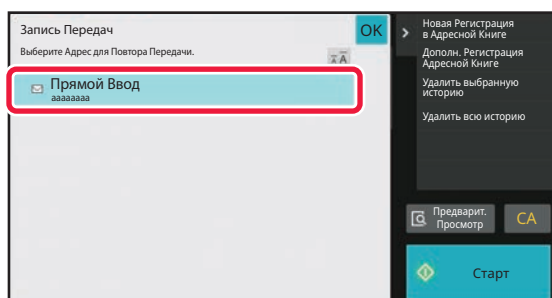 Запись Передач
OK
Выберите Адрес для Повтора Передачи.
Прямой Ввод
aaaaaaaa
Новая Регистрация
в Адресной Книге
Дополн. Регистрация
Адресной Книге
Удалить выбранную
историю
Удалить всю историю
Предварит.
Просмотр
CA
Старт